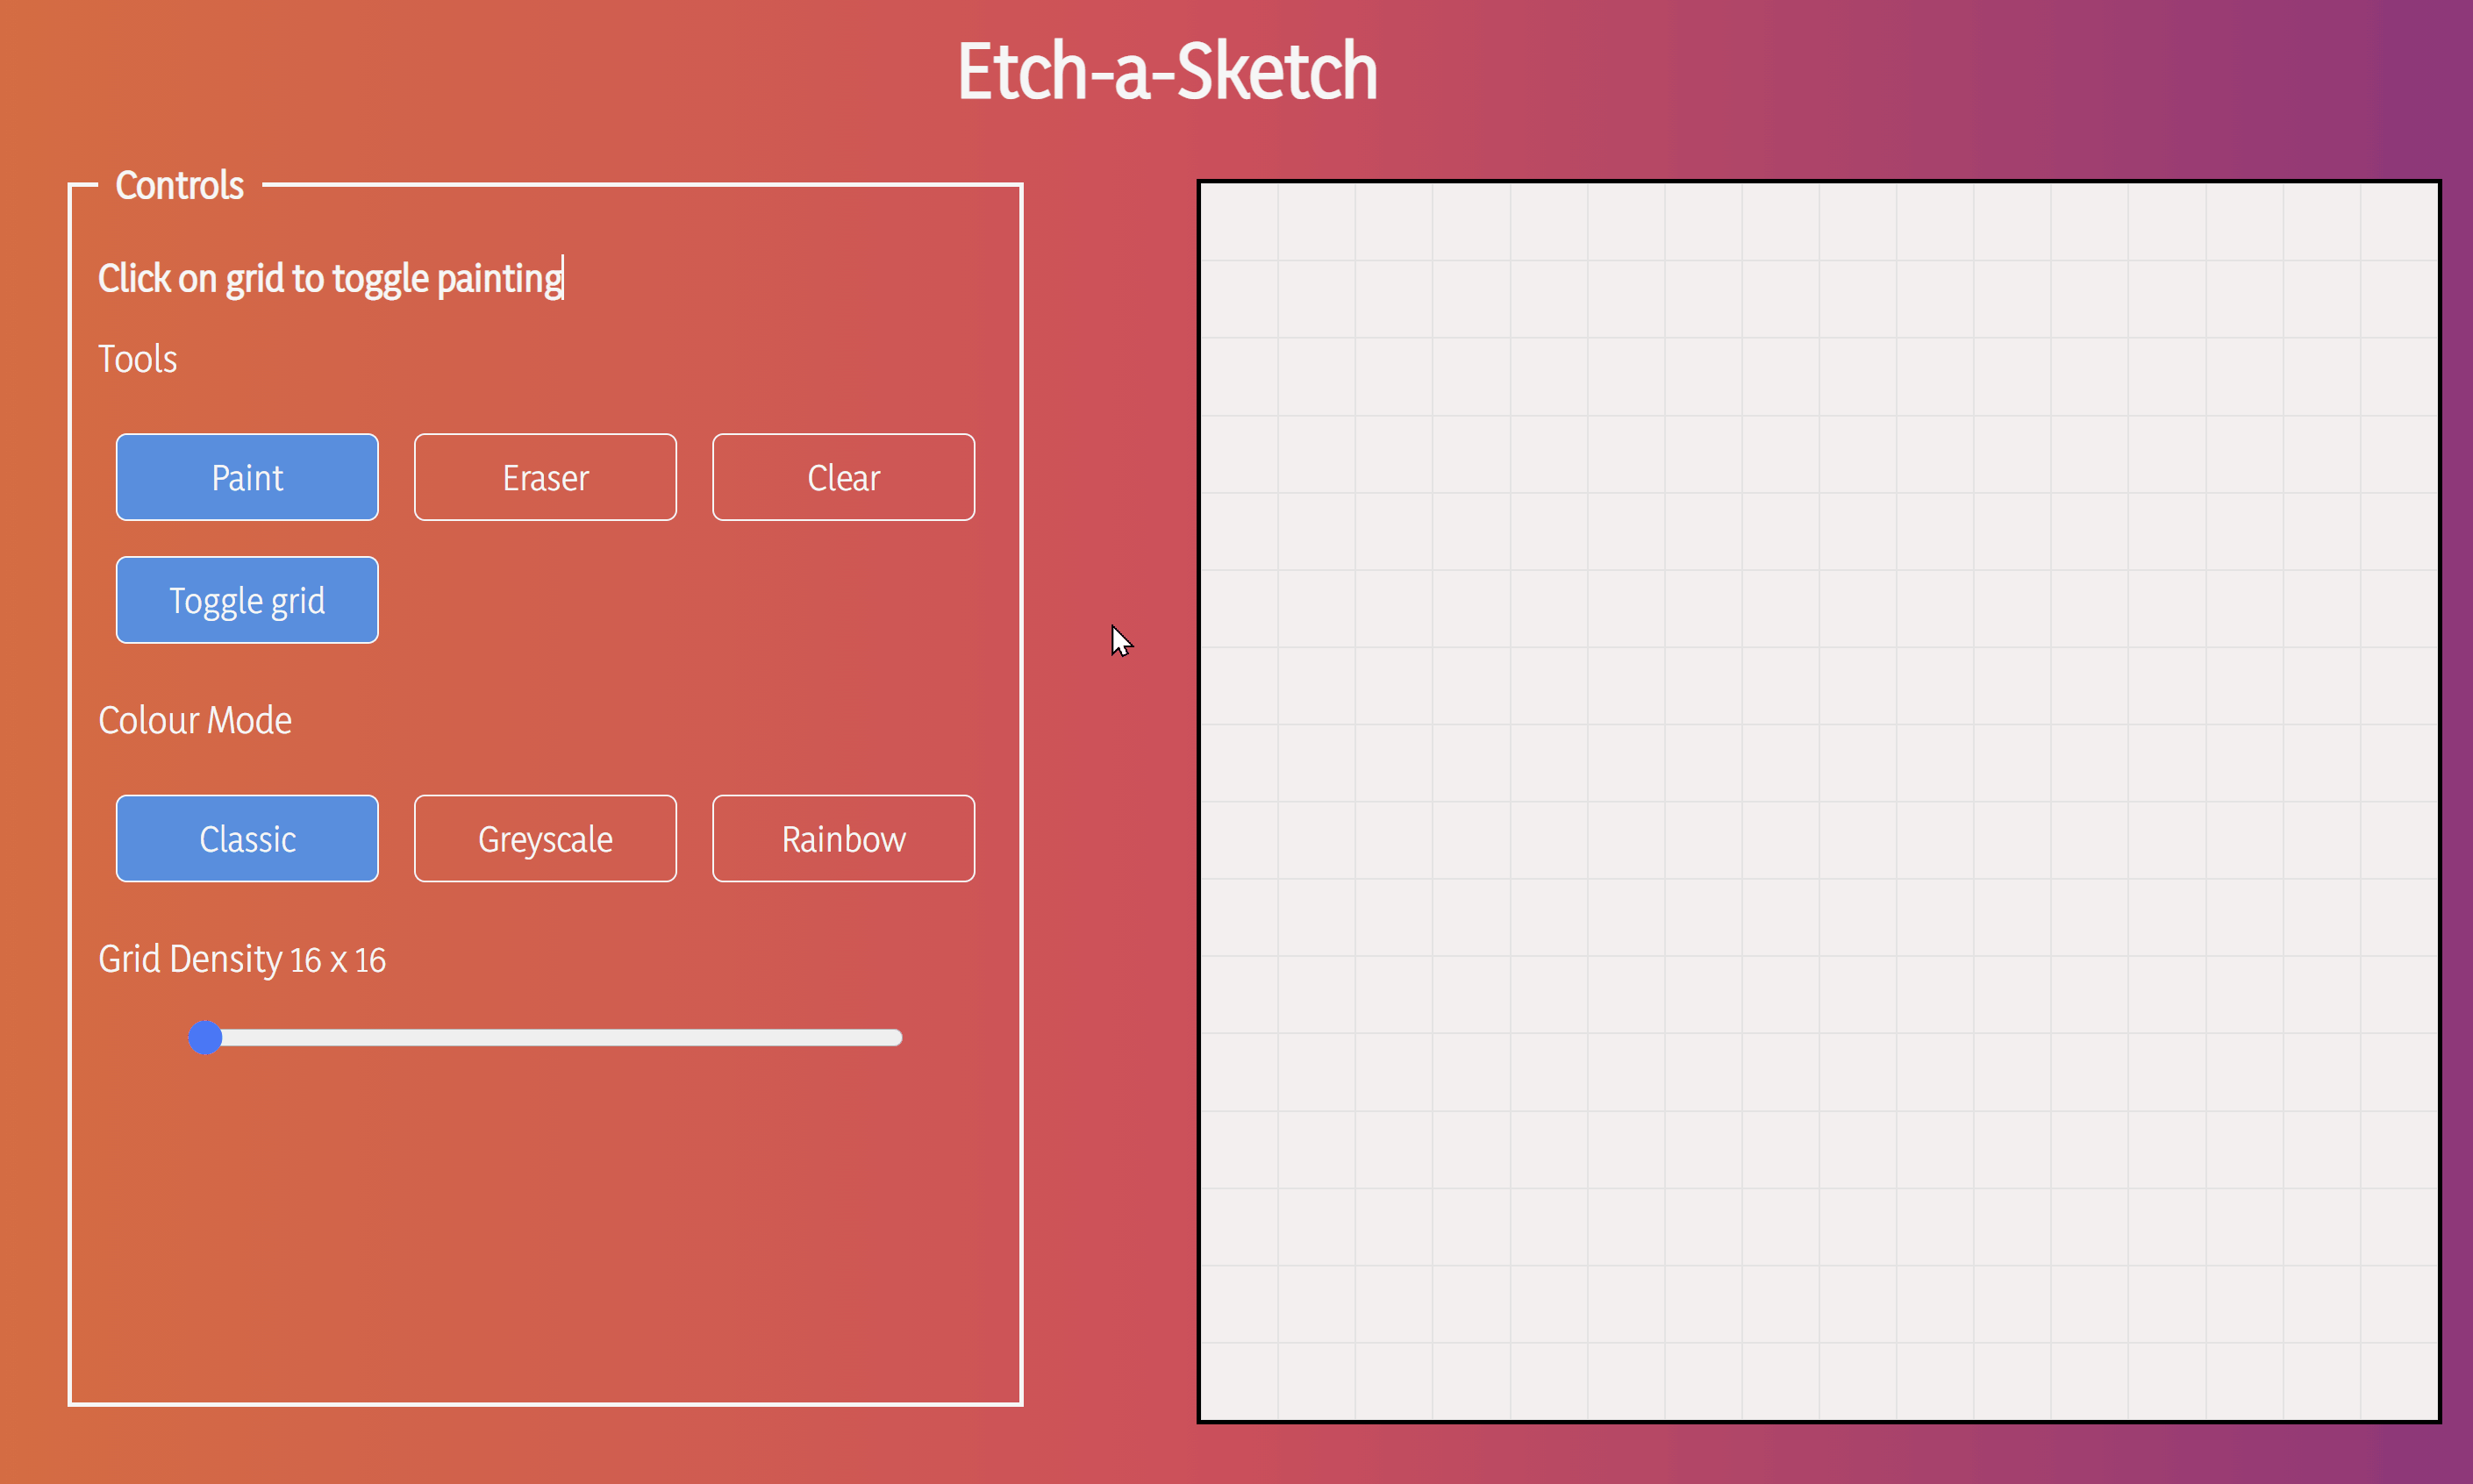 Etch-a-Sketch
Controls
Click on grid to toggle painting
Tools
Paint
Eraser
Clear
Toggle grid
Colour Mode
Classic
Greyscale
Rainbow
Grid Density 16 x 16